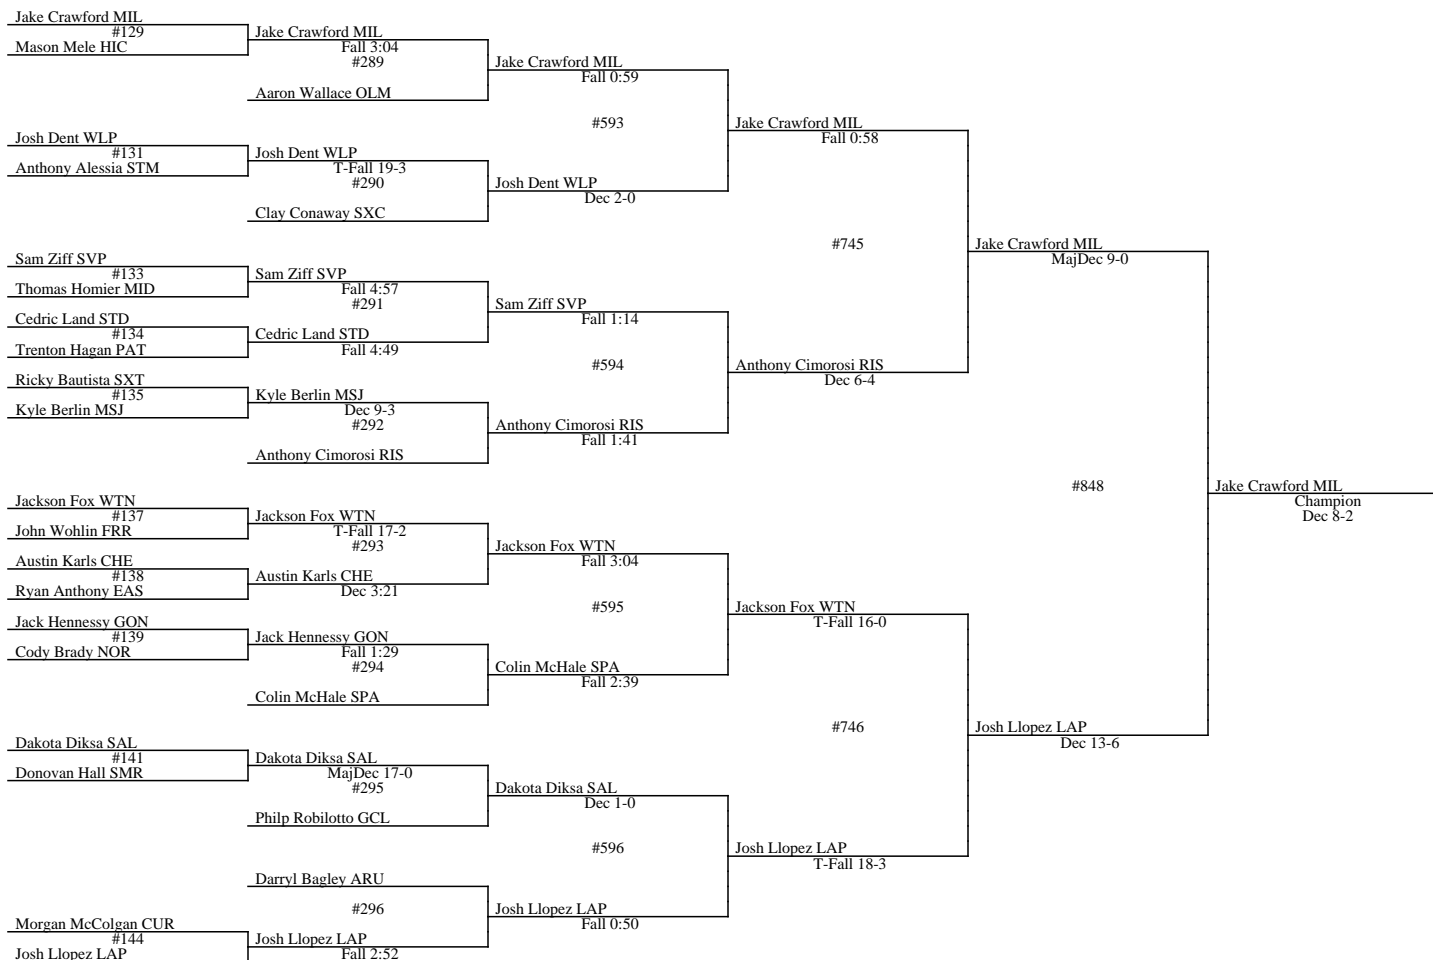 Jake Crawford MIL
#129
Mason Mele HIC
Jake Crawford MIL
Fall 3:04
#289
Aaron Wallace OLM
Jake Crawford MIL
Fall 0:59
#593
Josh Dent WLP
#131
Anthony Alessia STM
Josh Dent WLP
T-Fall 19-3
#290
Clay Conaway SXC
Josh Dent WLP
Dec 2-0
Jake Crawford MIL
Fall 0:58
#745
Sam Ziff SVP
#133
Thomas Homier MID
Sam Ziff SVP
Fall 4:57
#291
Cedric Land STD
#134
Trenton Hagan PAT
Cedric Land STD
Fall 4:49
Sam Ziff SVP
Fall 1:14
#594
Ricky Bautista SXT
#135
Kyle Berlin MSJ
Kyle Berlin MSJ
Dec 9-3
#292
Anthony Cimorosi RIS
Anthony Cimorosi RIS
Fall 1:41
Anthony Cimorosi RIS
Dec 6-4
Jake Crawford MIL
MajDec 9-0
#848
Jake Crawford MIL
Champion
Dec 8-2
Jackson Fox WTN
#137
John Wohlin FRR
Jackson Fox WTN
T-Fall 17-2
#293
Austin Karls CHE
#138
Ryan Anthony EAS
Austin Karls CHE
Dec 3:21
Jackson Fox WTN
Fall 3:04
#595
Jack Hennessy GON
#139
Cody Brady NOR
Jack Hennessy GON
Fall 1:29
#294
Colin McHale SPA
Colin McHale SPA
Fall 2:39
Jackson Fox WTN
T-Fall 16-0
#746
Dakota Diksa SAL
#141
Donovan Hall SMR
Dakota Diksa SAL
MajDec 17-0
#295
Philp Robilotto GCL
Dakota Diksa SAL
Dec 1-0
#596
Darryl Bagley ARU
#296
Morgan McColgan CUR
#144
Josh Llopez LAP
Josh Llopez LAP
Fall 2:52
Josh Llopez LAP
Fall 0:50
Josh Llopez LAP
T-Fall 18-3
Josh Llopez LAP
Dec 13-6